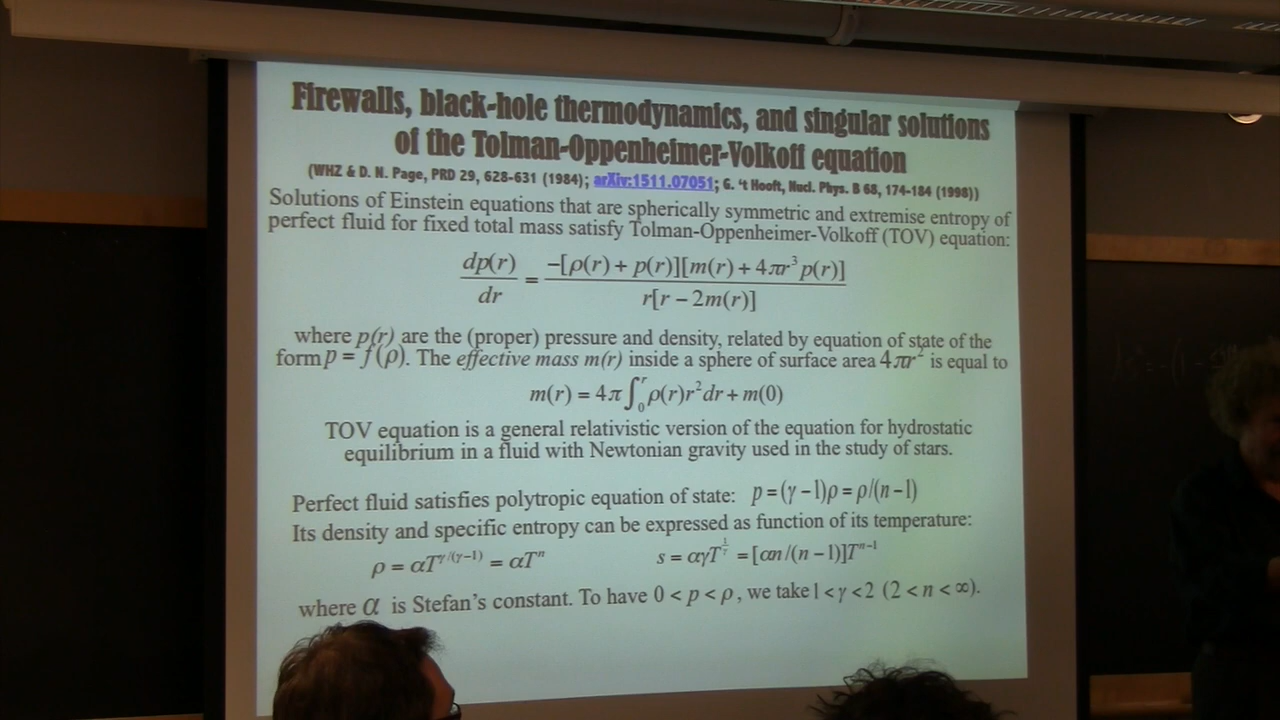 Firewalls, black-hole thermodynamics, and singular solutions
of the Tolman-Oppenheimer-Volkoff equation
(WHZ & D. N. Page, PRD 29, 628-631 (1984); arXiv:1511.07051; G. 't Hooft, Nucl. Phys. B 68, 174-184 (1998))
Solutions of Einstein equations that are spherically symmetric and extremise entropy of
perfect fluid for fixed total mass satisfy Tolman-Oppenheimer-Volkoff (TOV) equation:
dp(r)/dr = −[ρ(r) + p(r)][m(r) + 4πr³p(r)] / r[r − 2m(r)]
where p(r) are the (proper) pressure and density, related by equation of state of the
form p = f(ρ). The effective mass m(r) inside a sphere of surface area 4πr² is equal to
m(r) = 4π∫₀ʳ ρ(r)r²dr + m(0)
TOV equation is a general relativistic version of the equation for hydrostatic
equilibrium in a fluid with Newtonian gravity used in the study of stars.
Perfect fluid satisfies polytropic equation of state: p = (γ − 1)ρ = ρ/(n − 1)
Its density and specific entropy can be expressed as function of its temperature:
ρ = αT^γ/(γ−1) = αTⁿ s = αγT^1/γ = [αn/(n − 1)]Tⁿ⁻¹
where α is Stefan's constant. To have 0 < p < ρ, we take 1 < γ < 2 (2 < n < ∞).